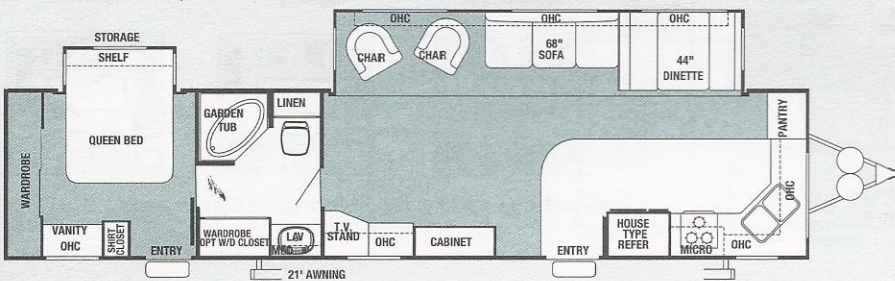 STORAGE
SHELF
QUEEN BED
WARDROBE
VANITY
OHC
SHIRT
CLOSET
ENTRY
GARDEN
TUB
LINEN
WARDROBE
OPT W/D CLOSET
LAV
MED
21' AWNING
OHC
CHAIR
CHAIR
OHC
68"
SOFA
OHC
44"
DINETTE
T.V.
STAND
OHC
CABINET
ENTRY
HOUSE
TYPE
REFER
MICRO
OHC
OHC
PANTRY